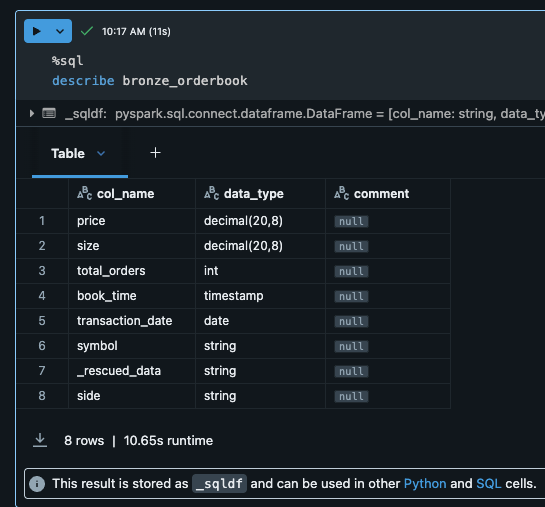 10:17 AM (11s)
%sql
describe bronze_orderbook
_sqldf: pyspark.sql.connect.dataframe.DataFrame = [col_name: string, data_ty
Table +
ABC col_name ABC data_type ABC comment
1 price decimal(20,8) null
2 size decimal(20,8) null
3 total_orders int null
4 book_time timestamp null
5 transaction_date date null
6 symbol string null
7 _rescued_data string null
8 side string null
8 rows | 10.65s runtime
This result is stored as _sqldf and can be used in other Python and SQL cells.